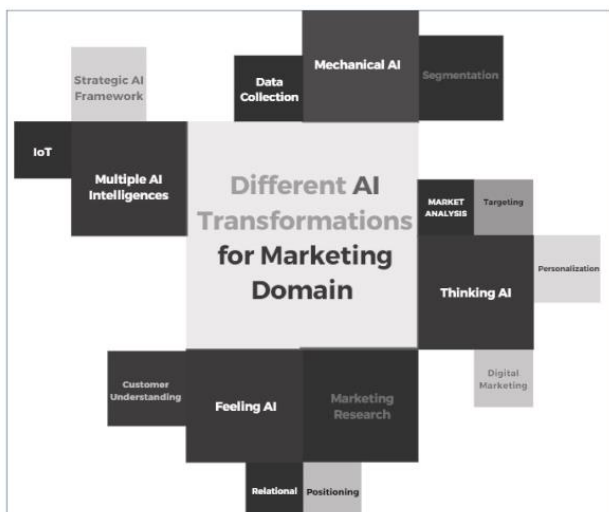 Mechanical AI
Segmentation
Data
Collection
Strategic AI
Framework
IoT
Multiple AI
Intelligences
Different AI
Transformations
for Marketing
Domain
MARKET
ANALYSIS
Targeting
Personalization
Thinking AI
Digital
Marketing
Customer
Understanding
Feeling AI
Marketing
Research
Relational
Positioning